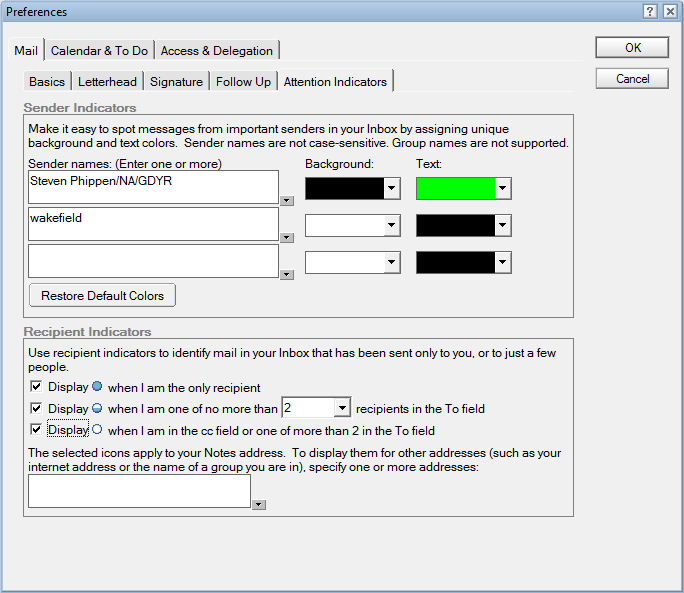 Preferences
Mail
Calendar & To Do
Access & Delegation
OK
Cancel
Basics
Letterhead
Signature
Follow Up
Attention Indicators
Sender Indicators
Make it easy to spot messages from important senders in your Inbox by assigning unique
background and text colors.  Sender names are not case-sensitive. Group names are not supported.
Sender names: (Enter one or more)
Background:
Text:
Steven Phippen/NA/GDYR
wakefield
Restore Default Colors
Recipient Indicators
Use recipient indicators to identify mail in your Inbox that has been sent only to you, or to just a few
people.
Display when I am the only recipient
Display when I am one of no more than 2 recipients in the To field
Display when I am in the cc field or one of more than 2 in the To field
The selected icons apply to your Notes address.  To display them for other addresses (such as your
internet address or the name of a group you are in), specify one or more addresses: